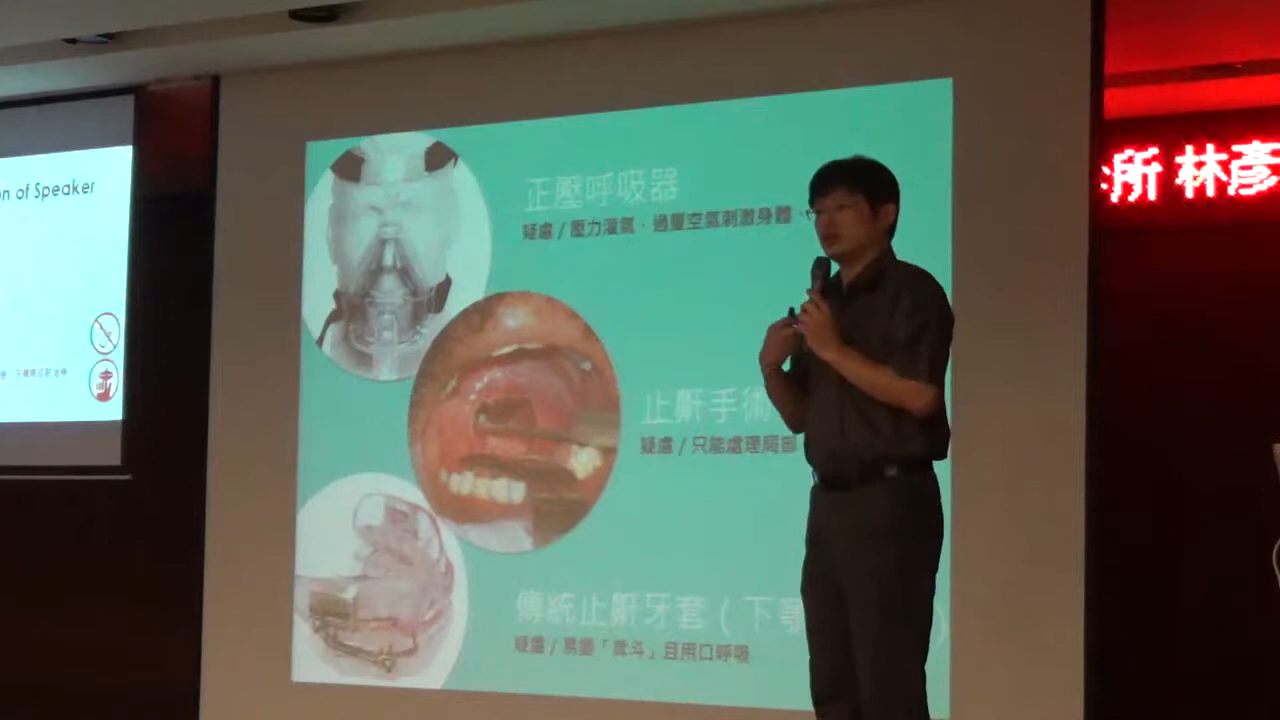 on of Speaker
所 林彥
正壓呼吸器
疑慮 / 壓力灌氣、過量空氣刺激身體、
止鼾手術
疑慮 / 只能處理局部
傳統止鼾牙套 ( 下顎 )
疑慮 / 易變「戽斗」且用口呼吸